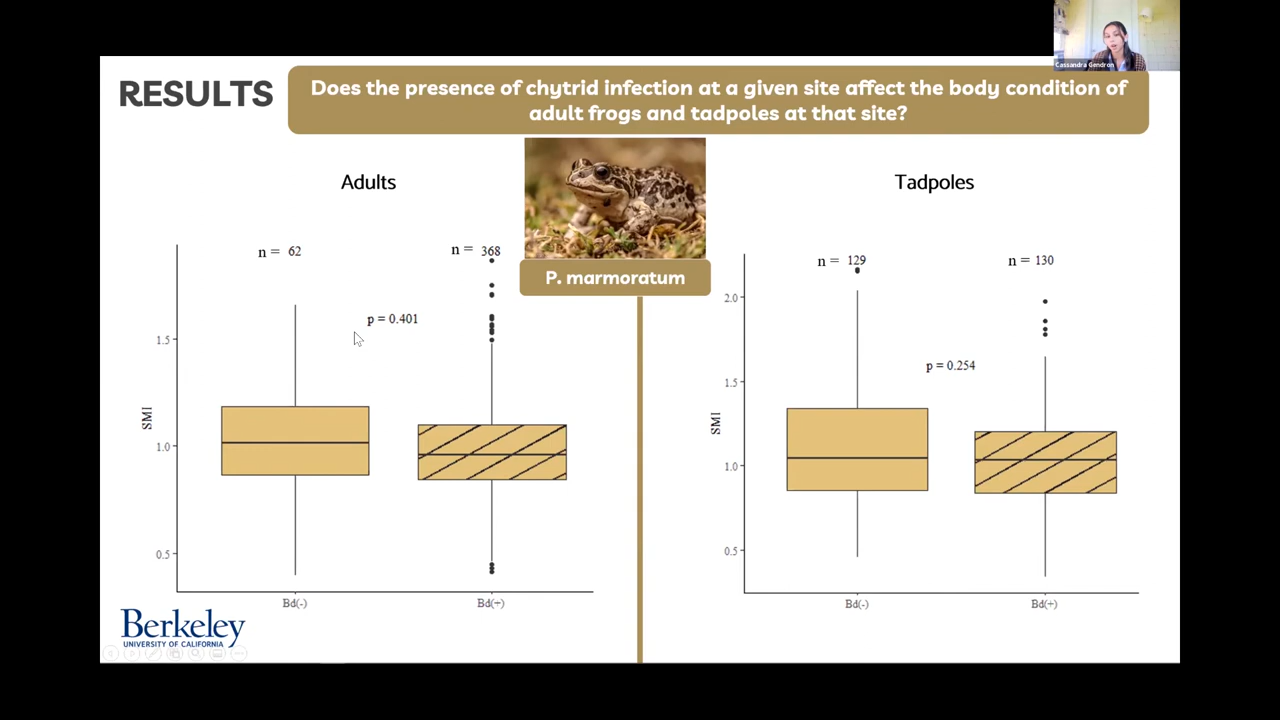 Cassandra Gendron
RESULTS
Does the presence of chytrid infection at a given site affect the body condition of
adult frogs and tadpoles at that site?
Adults
Tadpoles
P. marmoratum
n = 62
n = 368
p = 0.401
SMI
1.5
1.0
0.5
Bd(-)
Bd(+)
n = 129
n = 130
p = 0.254
SMI
2.0
1.5
1.0
0.5
Bd(-)
Bd(+)
Berkeley
UNIVERSITY OF CALIFORNIA